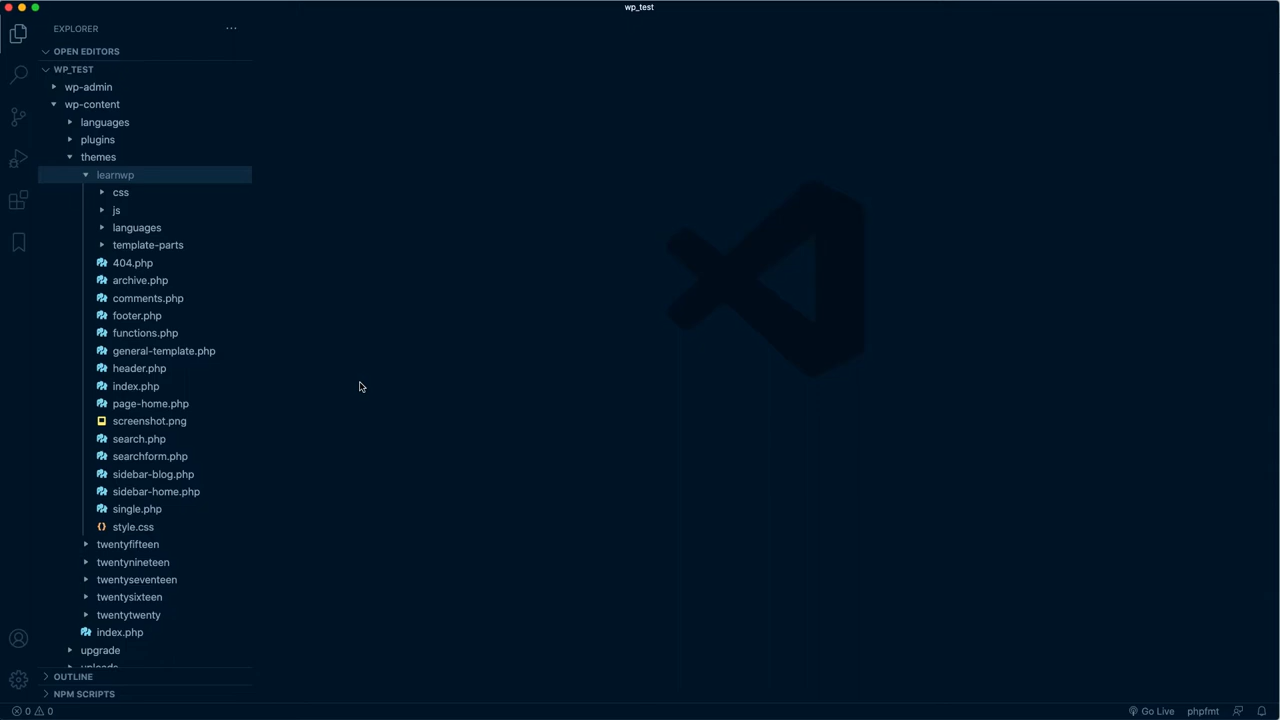 wp_test
EXPLORER
OPEN EDITORS
WP_TEST
wp-admin
wp-content
languages
plugins
themes
learnwp
css
js
languages
template-parts
404.php
archive.php
comments.php
footer.php
functions.php
general-template.php
header.php
index.php
page-home.php
screenshot.png
search.php
searchform.php
sidebar-blog.php
sidebar-home.php
single.php
style.css
twentyfifteen
twentynineteen
twentyseventeen
twentysixteen
twentytwenty
index.php
upgrade
uploads
OUTLINE
NPM SCRIPTS
0 0 Go Live phpfmt